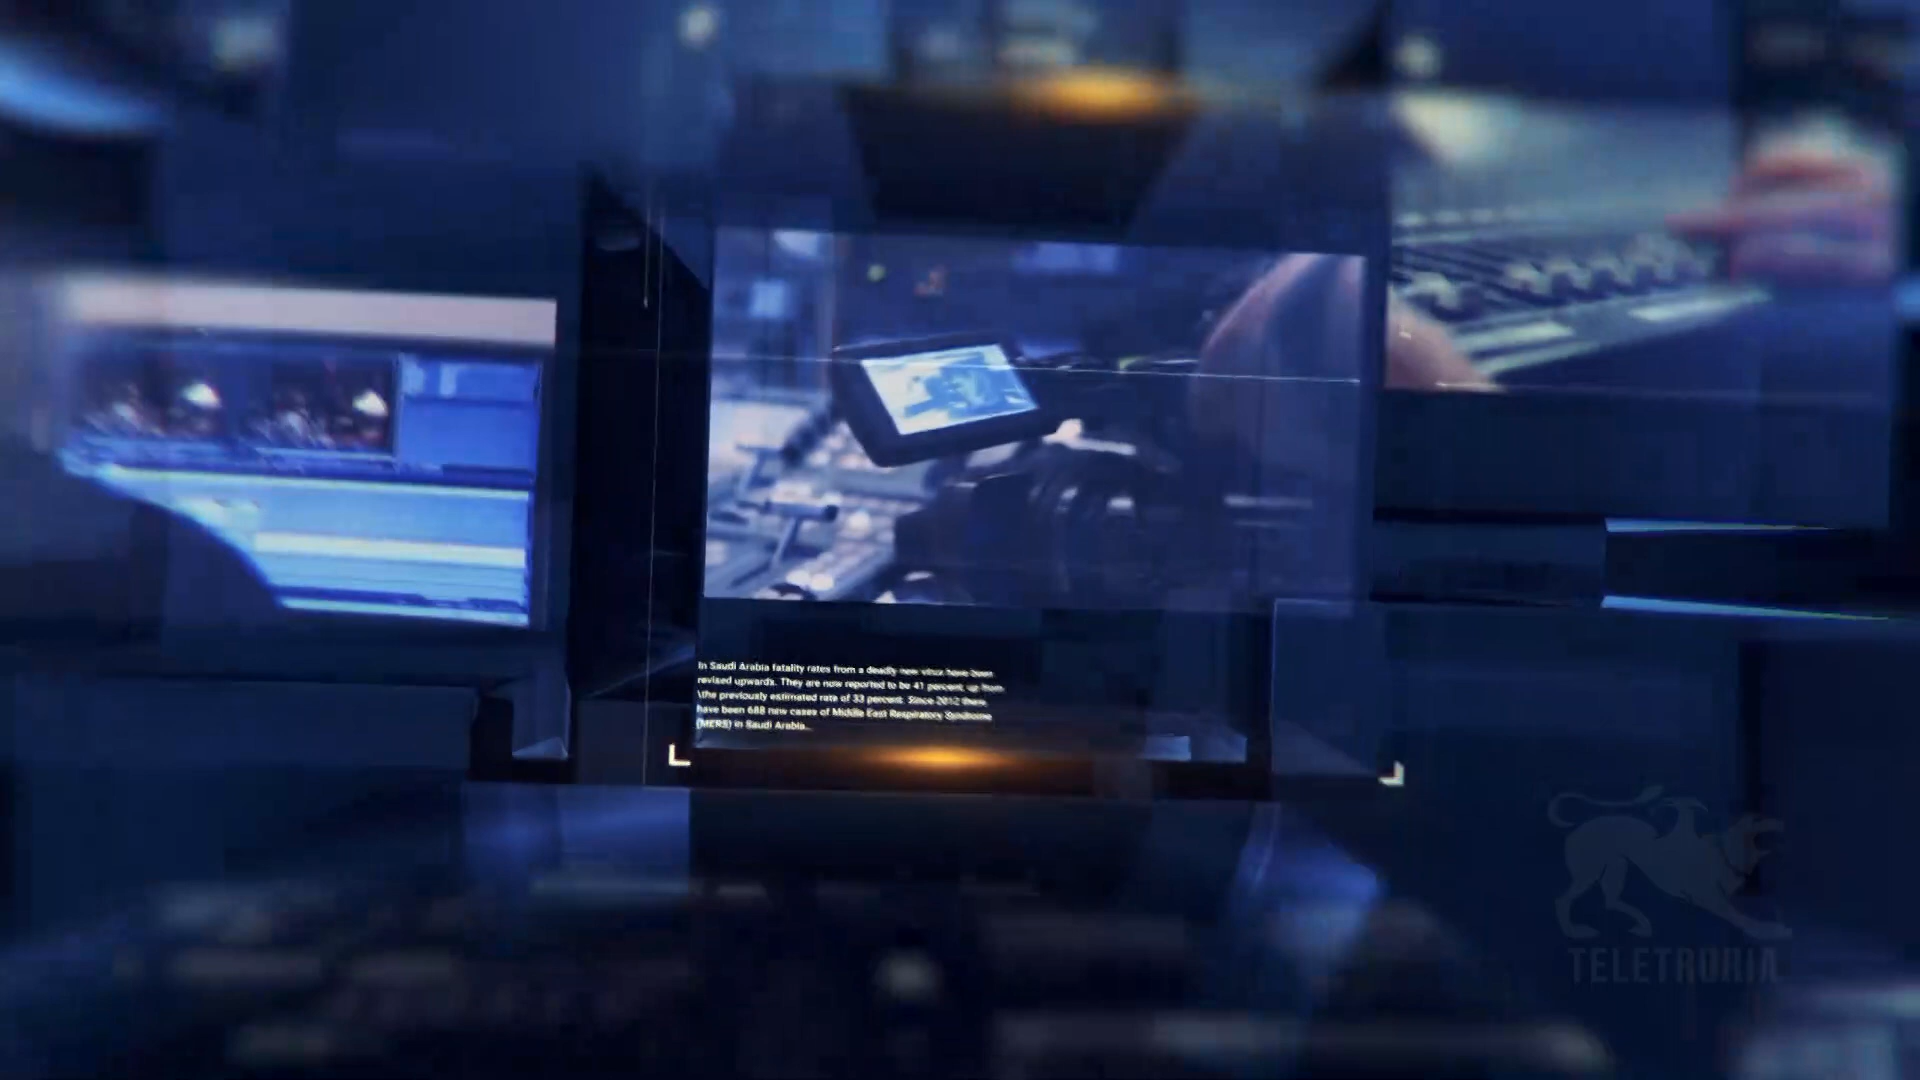 In Saudi Arabia fatality rates from a deadly new virus have been
revised upwards. They are now reported to be 41 percent, up from
\the previously estimated rate of 33 percent. Since 2012 there
have been 688 new cases of Middle East Respiratory Syndrome
(MERS) in Saudi Arabia.
TELETRORIA